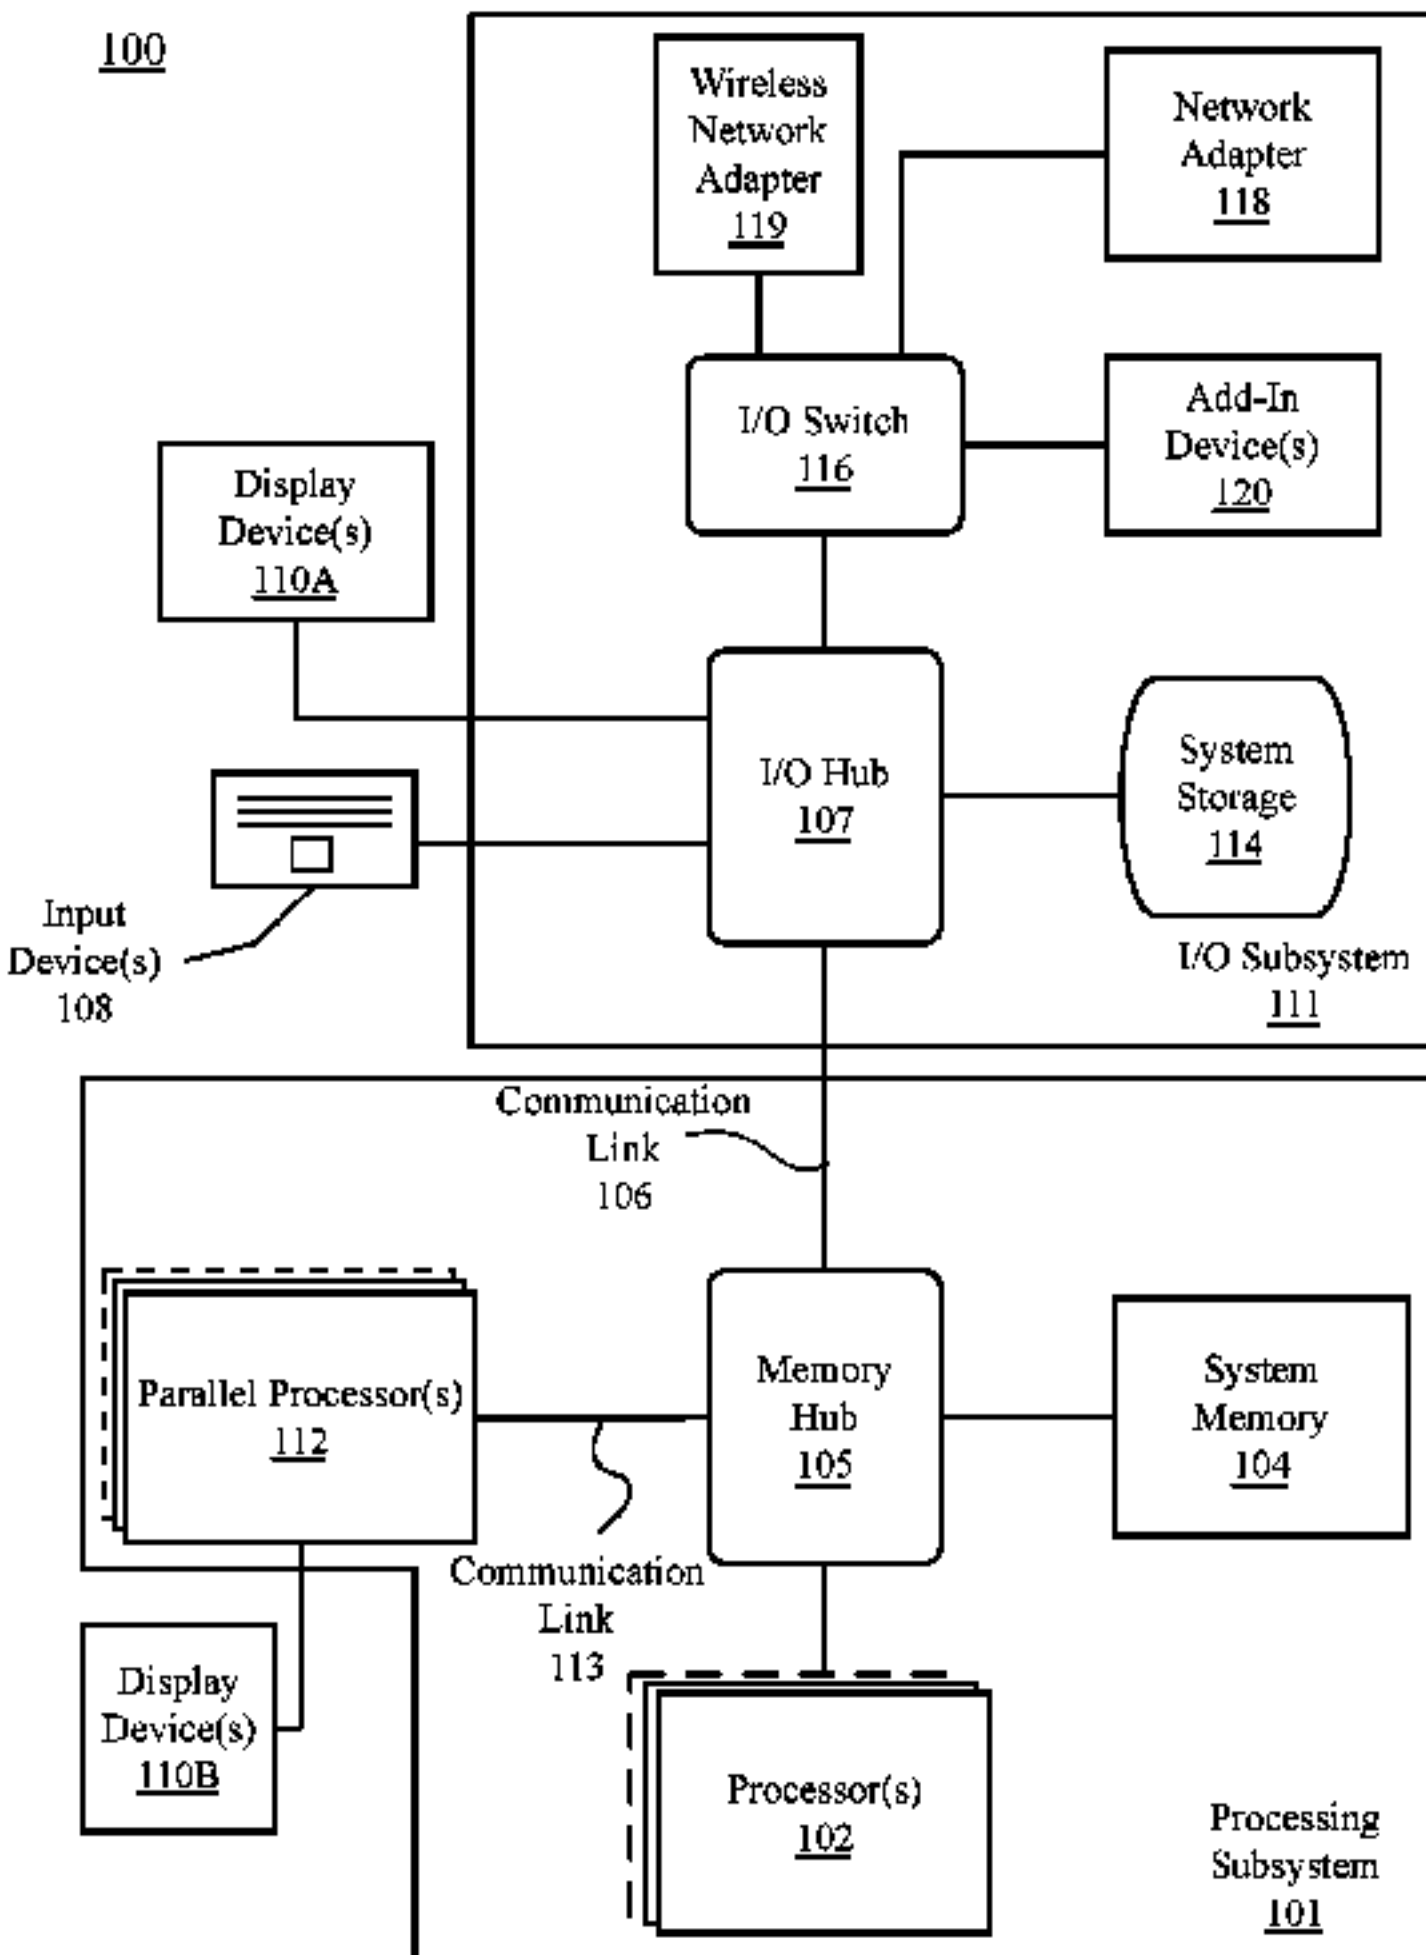 100
Wireless
Network
Adapter
119
Network
Adapter
118
I/O Switch
116
Add-In
Device(s)
120
Display
Device(s)
110A
I/O Hub
107
System
Storage
114
Input
Device(s)
108
I/O Subsystem
111
Communication
Link
106
Parallel Processor(s)
112
Memory
Hub
105
System
Memory
104
Communication
Link
113
Display
Device(s)
110B
Processor(s)
102
Processing
Subsystem
101